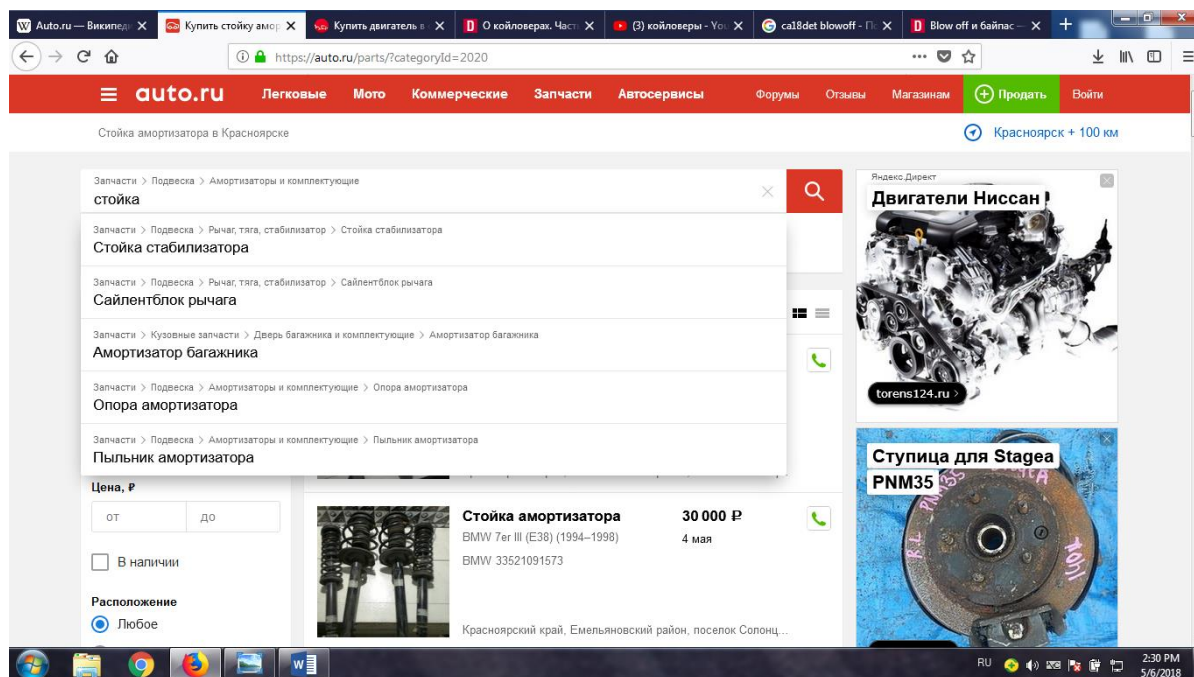 Auto.ru — Википеди
Купить стойку амор
Купить двигатель в
О койловерах. Част
(3) койловеры - You
ca18det blowoff - По
Blow off и байпас —
https://auto.ru/parts/?categoryId=2020
auto.ru Легковые Мото Коммерческие Запчасти Автосервисы Форумы Отзывы Магазинам Продать Войти
Стойка амортизатора в Красноярске
Красноярск + 100 км
Запчасти > Подвеска > Амортизаторы и комплектующие
стойка
Запчасти > Подвеска > Рычаг, тяга, стабилизатор > Стойка стабилизатора
Стойка стабилизатора
Запчасти > Подвеска > Рычаг, тяга, стабилизатор > Сайлентблок рычага
Сайлентблок рычага
Запчасти > Кузовные запчасти > Дверь багажника и комплектующие > Амортизатор багажника
Амортизатор багажника
Запчасти > Подвеска > Амортизаторы и комплектующие > Опора амортизатора
Опора амортизатора
Запчасти > Подвеска > Амортизаторы и комплектующие > Пыльник амортизатора
Пыльник амортизатора
Цена, ₽
от до
В наличии
Расположение
Любое
Стойка амортизатора 30 000 ₽
BMW 7er III (E38) (1994–1998) 4 мая
BMW 33521091573
Красноярский край, Емельяновский район, поселок Солонц...
Яндекс.Директ
Двигатели Ниссан!
torens124.ru >
Ступица для Stagea
PNM35
R.L
RU
2:30 PM
5/6/2018